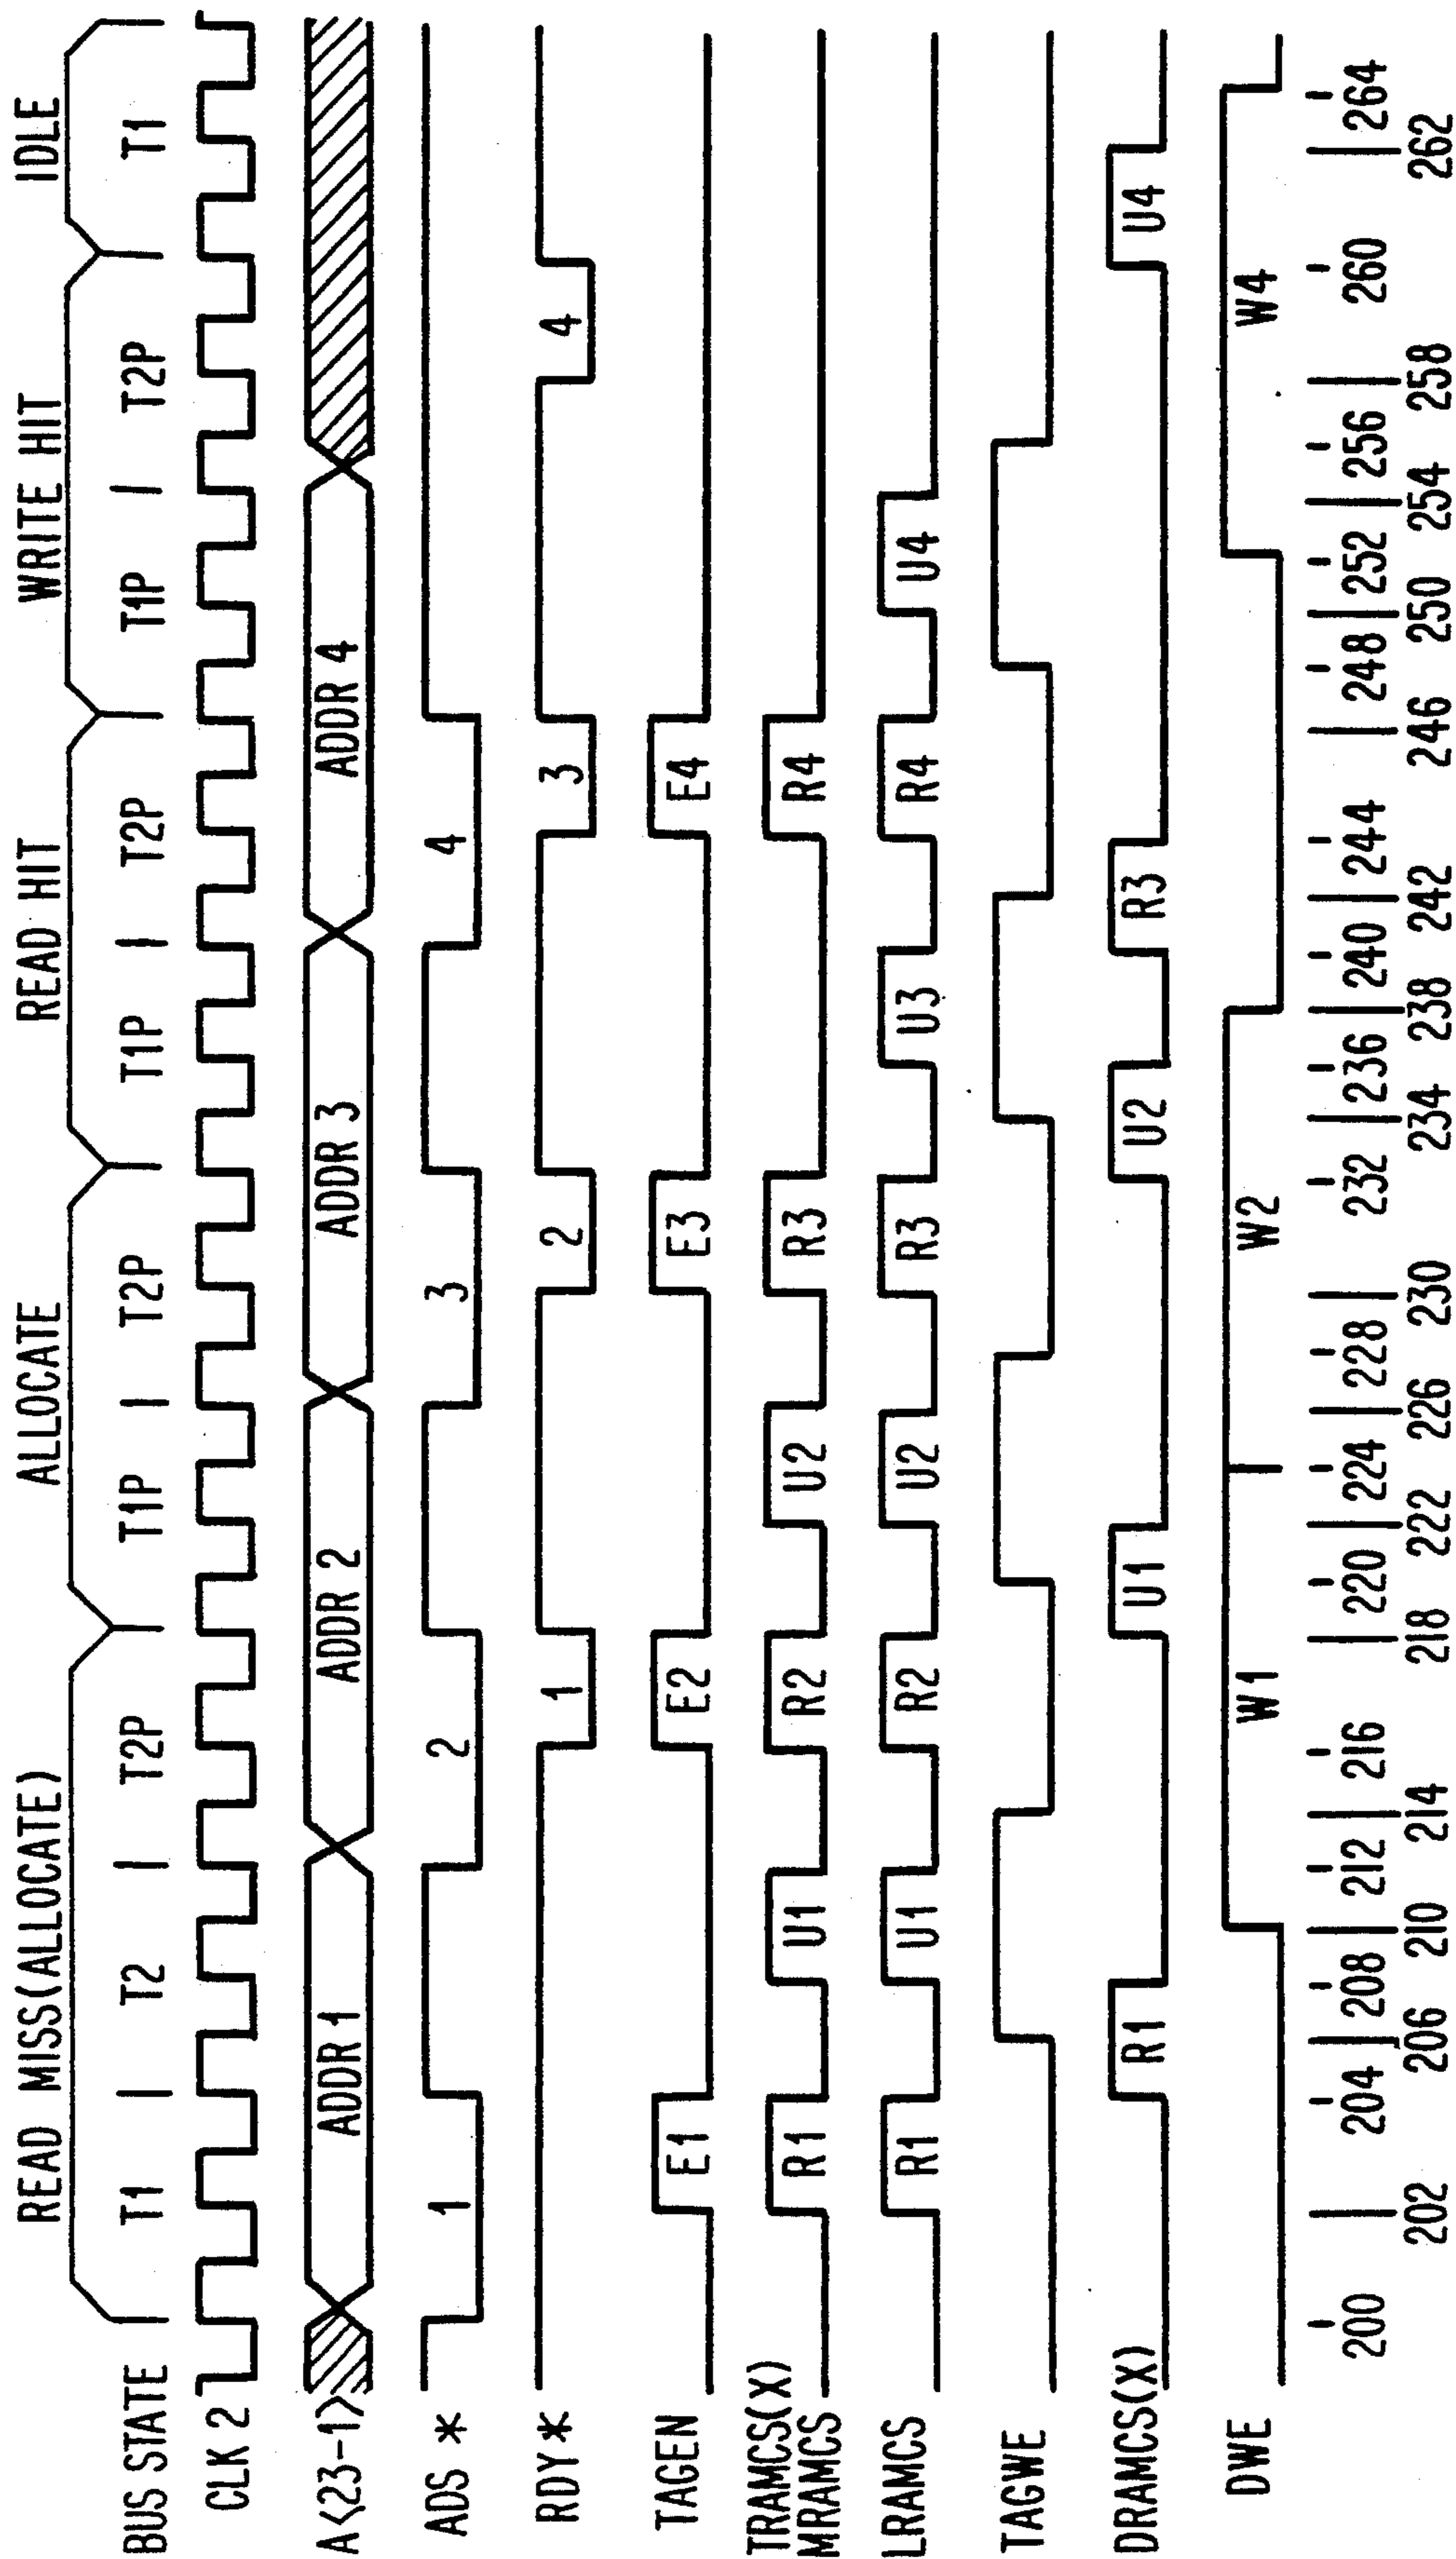 READ MISS(ALLOCATE) ALLOCATE READ HIT WRITE HIT IDLE
BUS STATE T1 | T2 | T2P | T1P | T2P | T1P | T2P | T1P | T2P | T1
CLK 2
A<23-1> ADDR 1 ADDR 2 ADDR 3 ADDR 4
ADS * 1 2 3 4
RDY* 1 2 3 4
TAGEN E1 E2 E3 E4
TRAMCS(X)
MRAMCS R1 U1 R2 U2 R3 R4
LRAMCS R1 U1 R2 U2 R3 U3 R4 U4
TAGWE
DRAMCS(X) R1 U1 U2 R3 U4
DWE W1 W2 W4
200 204 208 212 216 220 224 228 232 236 240 244 248 252 256 260 264
202 206 210 214 218 222 226 230 234 238 242 246 250 254 258 262